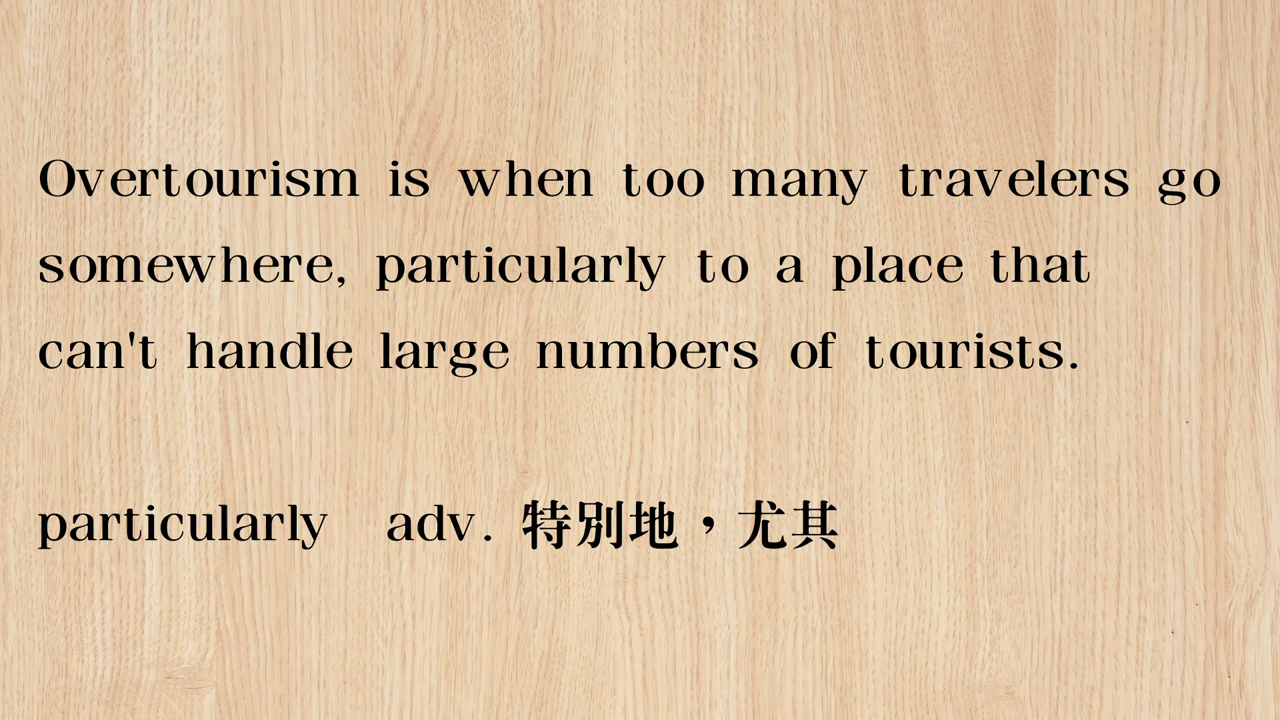 Overtourism is when too many travelers go
somewhere, particularly to a place that
can't handle large numbers of tourists.
particularly adv. 特別地，尤其